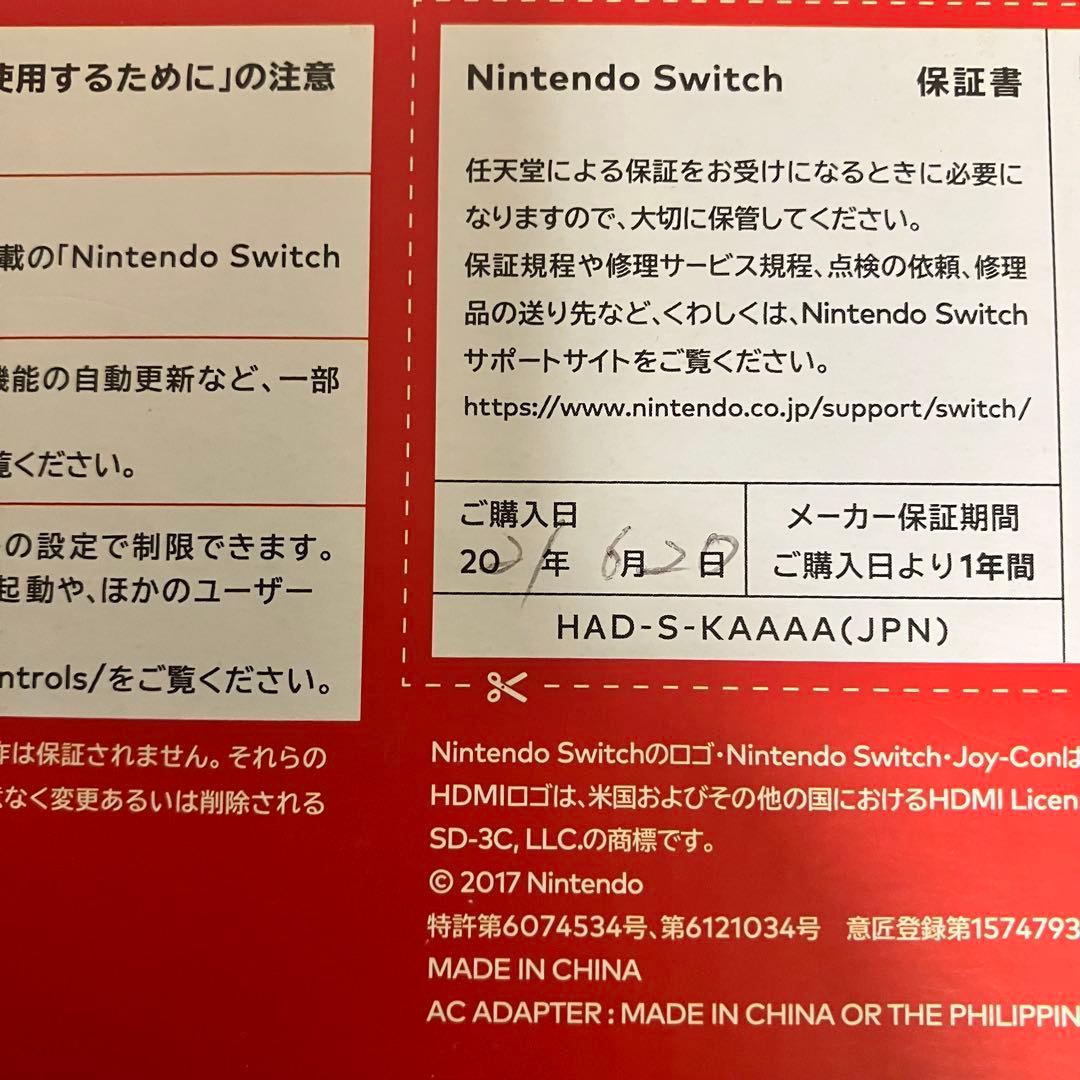 使用するために」の注意
載の「Nintendo Switch
機能の自動更新など、一部
覧ください。
の設定で制限できます。
起動や、ほかのユーザー
ntrols/をご覧ください。
作は保証されません。それらの
なく変更あるいは削除される
Nintendo Switch 保証書
任天堂による保証をお受けになるときに必要に
なりますので、大切に保管してください。
保証規程や修理サービス規程、点検の依頼、修理
品の送り先など、くわしくは、Nintendo Switch
サポートサイトをご覧ください。
https://www.nintendo.co.jp/support/switch/
ご購入日
2021年 6月20日
メーカー保証期間
ご購入日より1年間
HAD-S-KAAAA(JPN)
Nintendo Switchのロゴ・Nintendo Switch・Joy-Conは
HDMIロゴは、米国およびその他の国におけるHDMI Licen
SD-3C, LLC.の商標です。
© 2017 Nintendo
特許第6074534号、第6121034号 意匠登録第1574793
MADE IN CHINA
AC ADAPTER : MADE IN CHINA OR THE PHILIPPIN